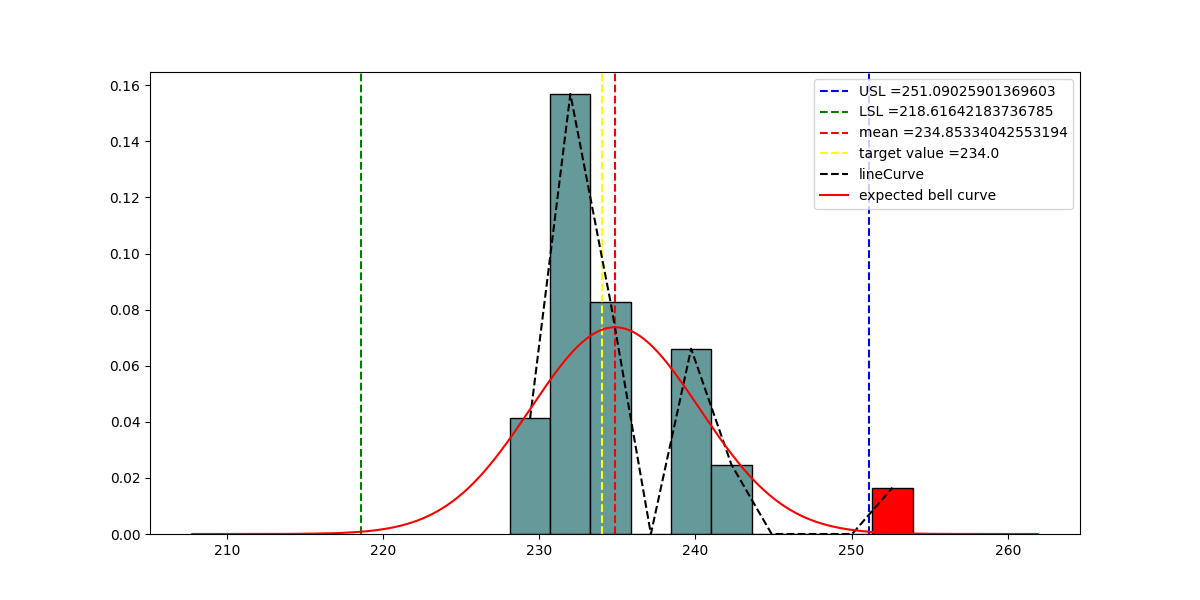 0.16
0.14
0.12
0.10
0.08
0.06
0.04
0.02
0.00
210
220
230
240
250
260
USL =251.09025901369603
LSL =218.61642183736785
mean =234.85334042553194
target value =234.0
lineCurve
expected bell curve